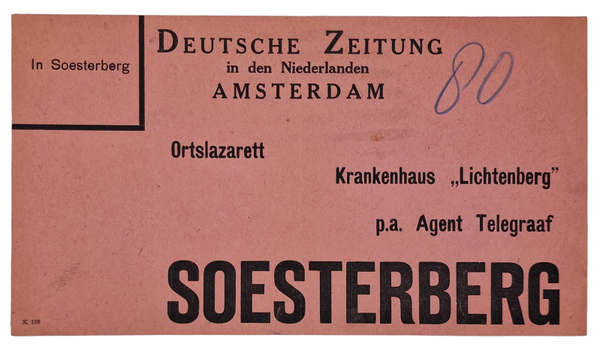 In Soesterberg
DEUTSCHE ZEITUNG
in den Niederlanden
AMSTERDAM
80
Ortslazarett
Krankenhaus „Lichtenberg"
p.a. Agent Telegraaf
SOESTERBERG